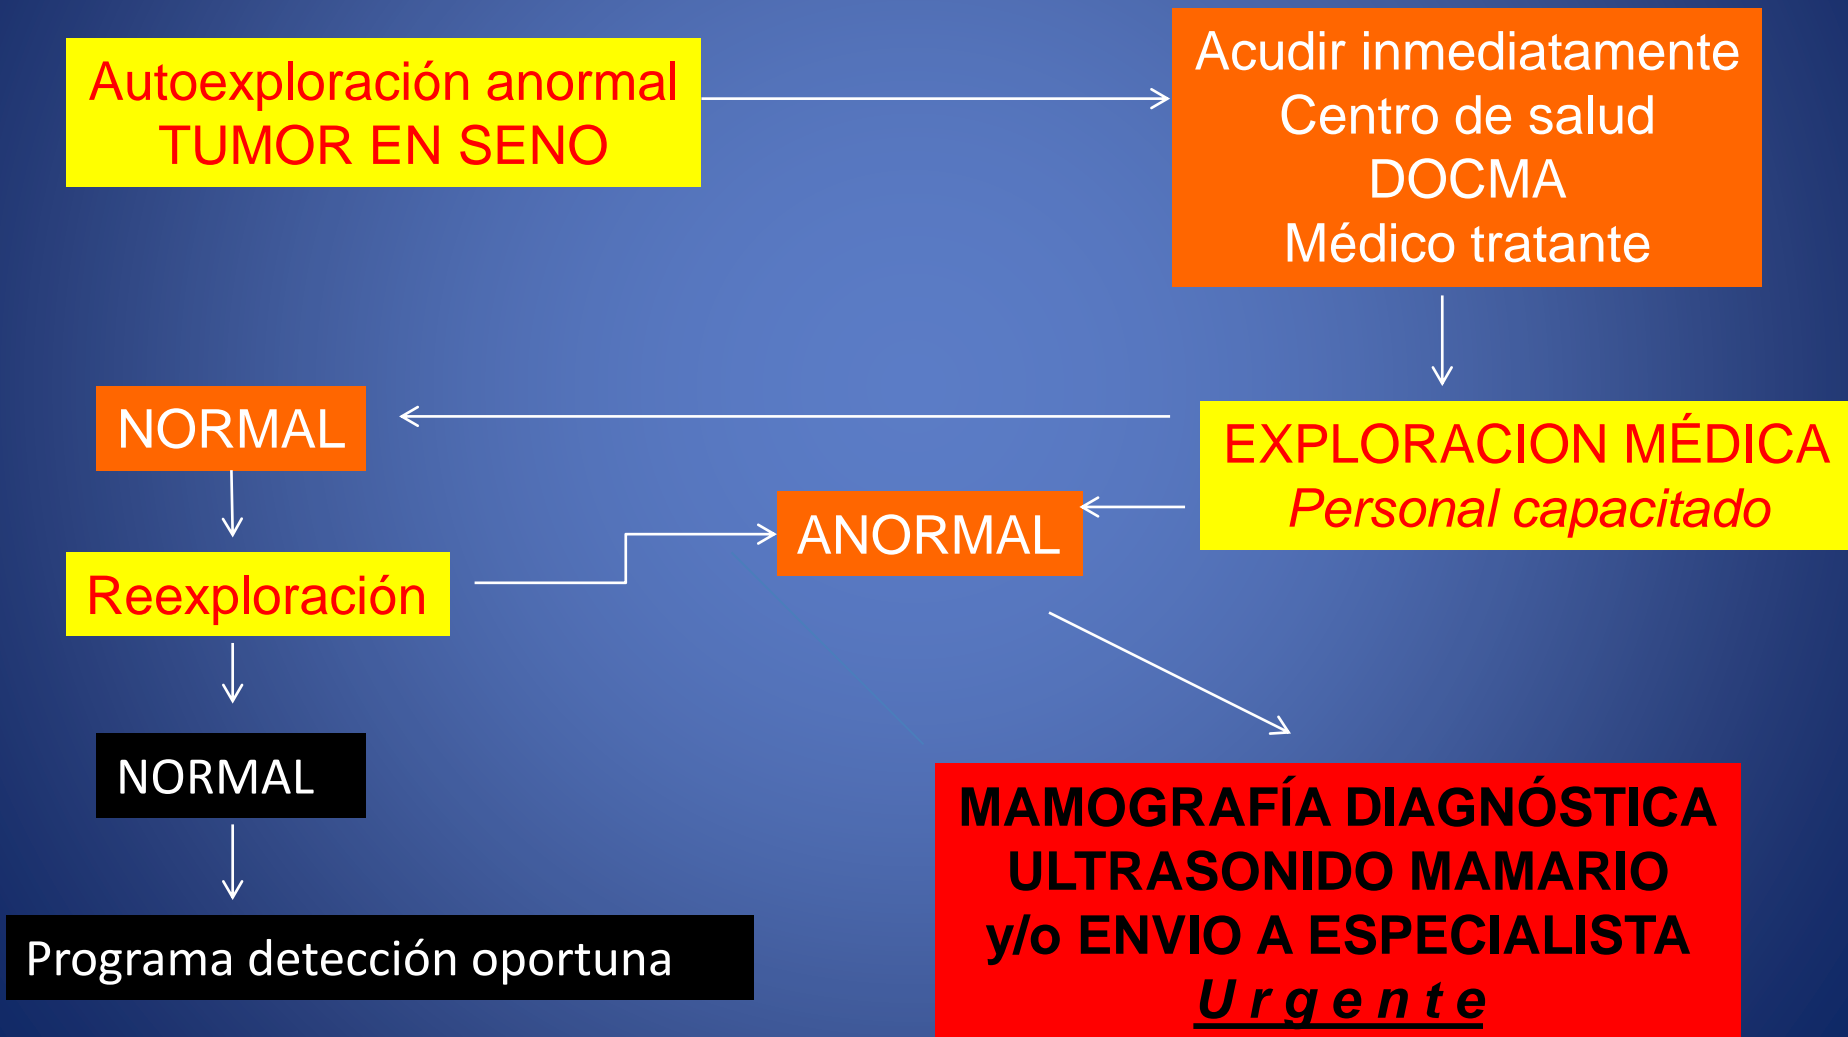 Autoexploración anormal
TUMOR EN SENO
Acudir inmediatamente
Centro de salud
DOCMA
Médico tratante
NORMAL
EXPLORACION MÉDICA
Personal capacitado
ANORMAL
Reexploración
NORMAL
MAMOGRAFÍA DIAGNÓSTICA
ULTRASONIDO MAMARIO
y/o ENVIO A ESPECIALISTA
U r g e n t e
Programa detección oportuna